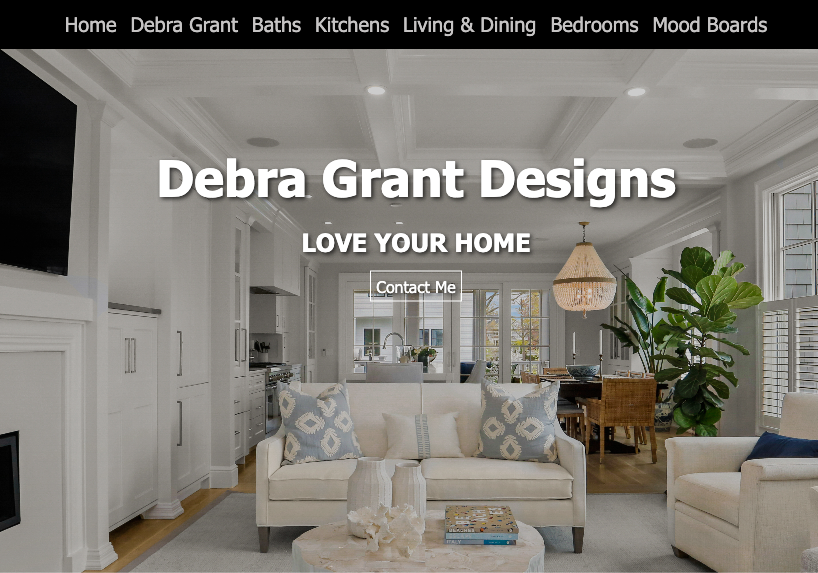 Home Debra Grant Baths Kitchens Living & Dining Bedrooms Mood Boards
Debra Grant Designs
LOVE YOUR HOME
Contact Me